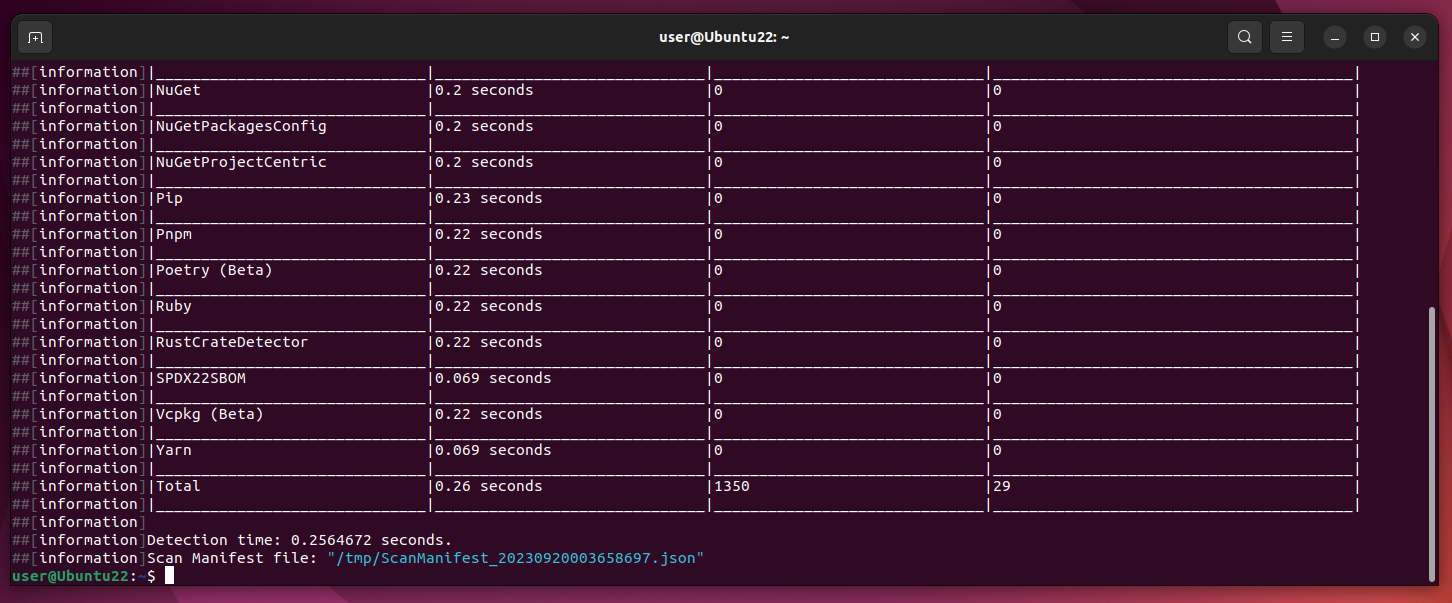 user@Ubuntu22: ~
##[information]|______________________________|______________________________|______________________________|________________________________________|
##[information]|NuGet                         |0.2 seconds                   |0                             |0                                       |
##[information]|______________________________|______________________________|______________________________|________________________________________|
##[information]|NuGetPackagesConfig           |0.2 seconds                   |0                             |0                                       |
##[information]|______________________________|______________________________|______________________________|________________________________________|
##[information]|NuGetProjectCentric           |0.2 seconds                   |0                             |0                                       |
##[information]|______________________________|______________________________|______________________________|________________________________________|
##[information]|Pip                           |0.23 seconds                  |0                             |0                                       |
##[information]|______________________________|______________________________|______________________________|________________________________________|
##[information]|Pnpm                          |0.22 seconds                  |0                             |0                                       |
##[information]|______________________________|______________________________|______________________________|________________________________________|
##[information]|Poetry (Beta)                 |0.22 seconds                  |0                             |0                                       |
##[information]|______________________________|______________________________|______________________________|________________________________________|
##[information]|Ruby                          |0.22 seconds                  |0                             |0                                       |
##[information]|______________________________|______________________________|______________________________|________________________________________|
##[information]|RustCrateDetector             |0.22 seconds                  |0                             |0                                       |
##[information]|______________________________|______________________________|______________________________|________________________________________|
##[information]|SPDX22SBOM                    |0.069 seconds                 |0                             |0                                       |
##[information]|______________________________|______________________________|______________________________|________________________________________|
##[information]|Vcpkg (Beta)                  |0.22 seconds                  |0                             |0                                       |
##[information]|______________________________|______________________________|______________________________|________________________________________|
##[information]|Yarn                          |0.069 seconds                 |0                             |0                                       |
##[information]|______________________________|______________________________|______________________________|________________________________________|
##[information]|Total                         |0.26 seconds                  |1350                          |29                                      |
##[information]|______________________________|______________________________|______________________________|________________________________________|
##[information]
##[information]Detection time: 0.2564672 seconds.
##[information]Scan Manifest file: "/tmp/ScanManifest_20230920003658697.json"
user@Ubuntu22:~$